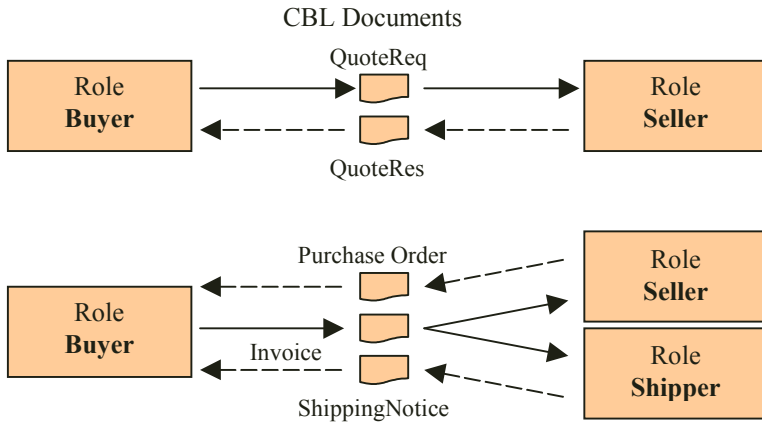 CBL Documents
QuoteReq
Role
Buyer
Role
Seller
QuoteRes
Purchase Order
Role
Seller
Role
Buyer
Invoice
Role
Shipper
ShippingNotice